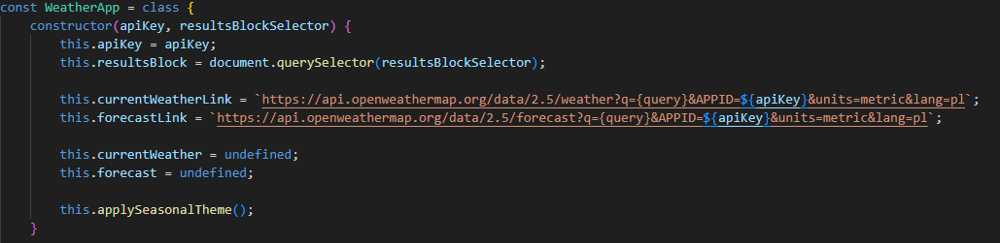 const WeatherApp = class {
constructor(apiKey, resultsBlockSelector) {
this.apiKey = apiKey;
this.resultsBlock = document.querySelector(resultsBlockSelector);
this.currentWeatherLink = `https://api.openweathermap.org/data/2.5/weather?q={query}&APPID=${apiKey}&units=metric&lang=pl`;
this.forecastLink = `https://api.openweathermap.org/data/2.5/forecast?q={query}&APPID=${apiKey}&units=metric&lang=pl`;
this.currentWeather = undefined;
this.forecast = undefined;
this.applySeasonalTheme();
}